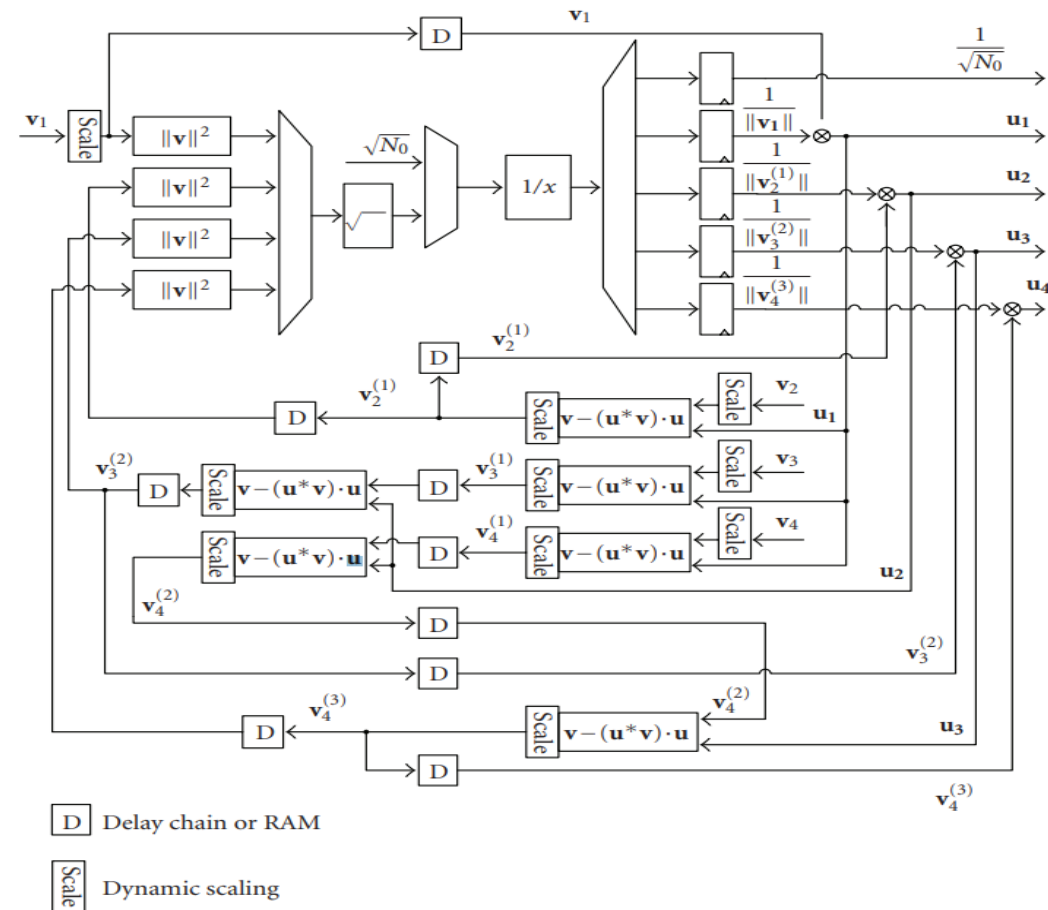 v₁
D
1/√N₀
v₁
Scale
‖v‖²
√N₀
1/x
1/‖v₁‖
u₁
‖v‖²
√
1/‖v₂⁽¹⁾‖
u₂
‖v‖²
1/‖v₃⁽²⁾‖
u₃
‖v‖²
1/‖v₄⁽³⁾‖
u₄
v₂⁽¹⁾
D
v₂⁽¹⁾
D
Scale
v−(u*v)·u
Scale
v₂
u₁
v₃⁽²⁾
D
Scale
v−(u*v)·u
D
v₃⁽¹⁾
Scale
v−(u*v)·u
Scale
v₃
Scale
v−(u*v)·u
D
v₄⁽¹⁾
Scale
v−(u*v)·u
Scale
v₄
u₂
v₄⁽²⁾
D
D
v₃⁽²⁾
v₄⁽³⁾
D
Scale
v−(u*v)·u
v₄⁽²⁾
u₃
D
v₄⁽³⁾
D Delay chain or RAM
Scale Dynamic scaling